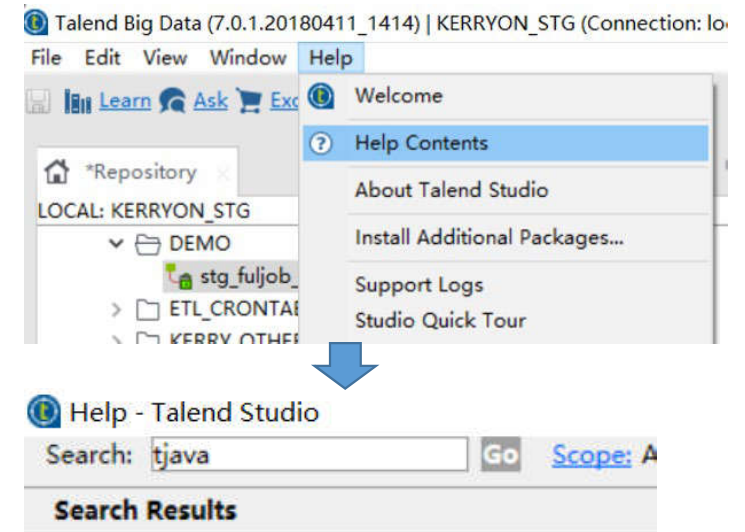 Talend Big Data (7.0.1.20180411_1414) | KERRYON_STG (Connection:
File Edit View Window Help
Learn Ask
Welcome
Help Contents
*Repository
About Talend Studio
LOCAL: KERRYON_STG
Install Additional Packages...
DEMO
stg_fuljob_
Support Logs
Studio Quick Tour
Help - Talend Studio
Search: tjava Go Scope: A
Search Results